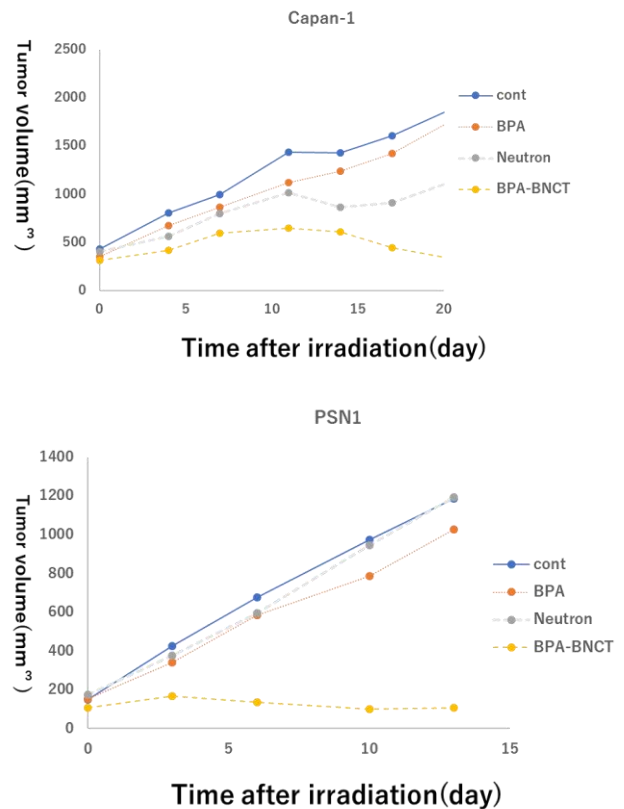 Capan-1
Tumor volume(mm³)
2500
2000
1500
1000
500
0
0
5
10
15
20
cont
BPA
Neutron
BPA-BNCT
Time after irradiation(day)
PSN1
Tumor volume(mm³)
1400
1200
1000
800
600
400
200
0
0
5
10
15
cont
BPA
Neutron
BPA-BNCT
Time after irradiation(day)